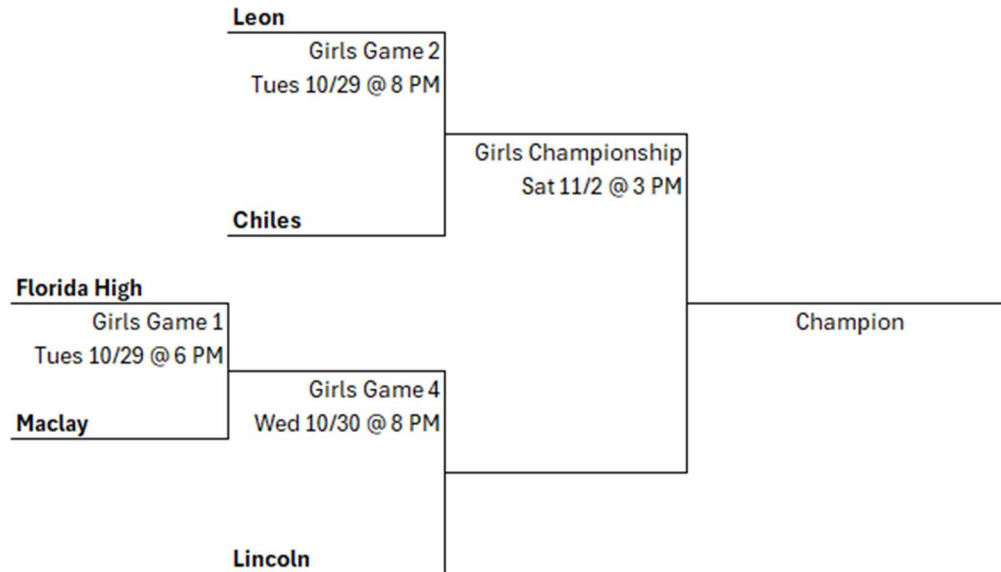 Leon
Girls Game 2
Tues 10/29 @ 8 PM
Girls Championship
Sat 11/2 @ 3 PM
Chiles
Florida High
Girls Game 1
Tues 10/29 @ 6 PM
Champion
Maclay
Girls Game 4
Wed 10/30 @ 8 PM
Lincoln